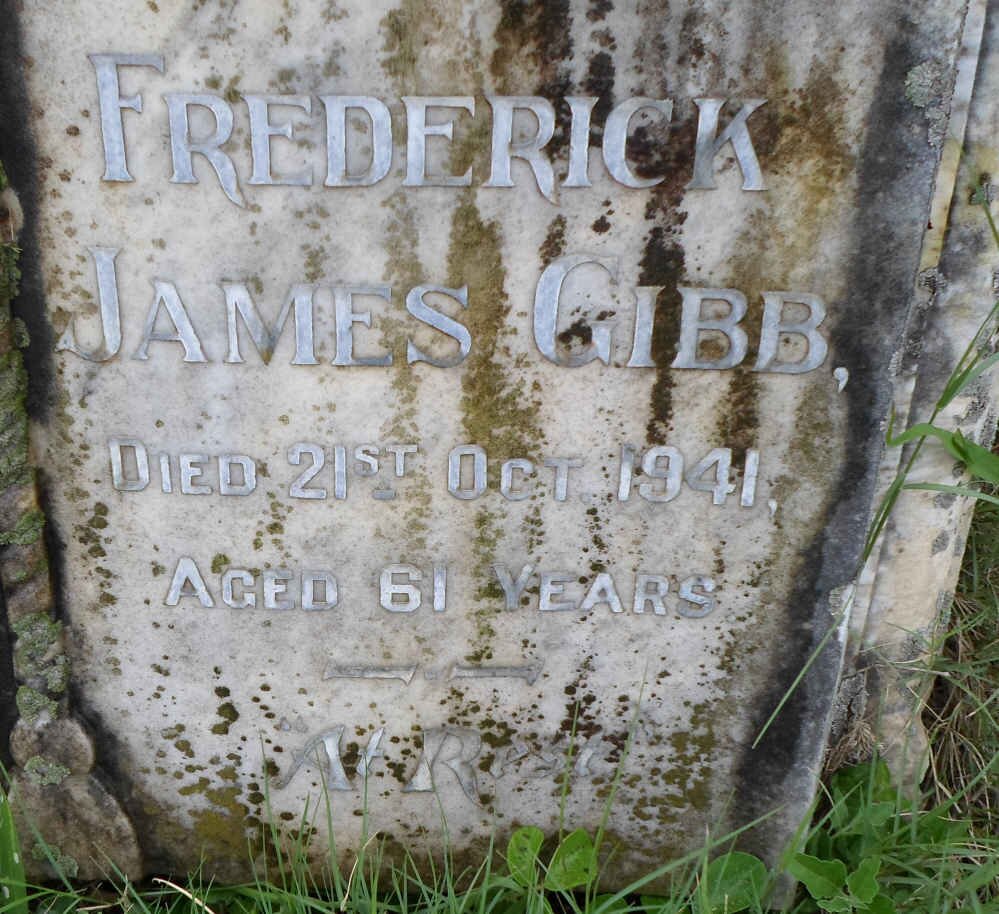 FREDERICK
JAMES GIBB,
DIED 21ST OCT. 1941,
AGED 61 YEARS
"At Rest"